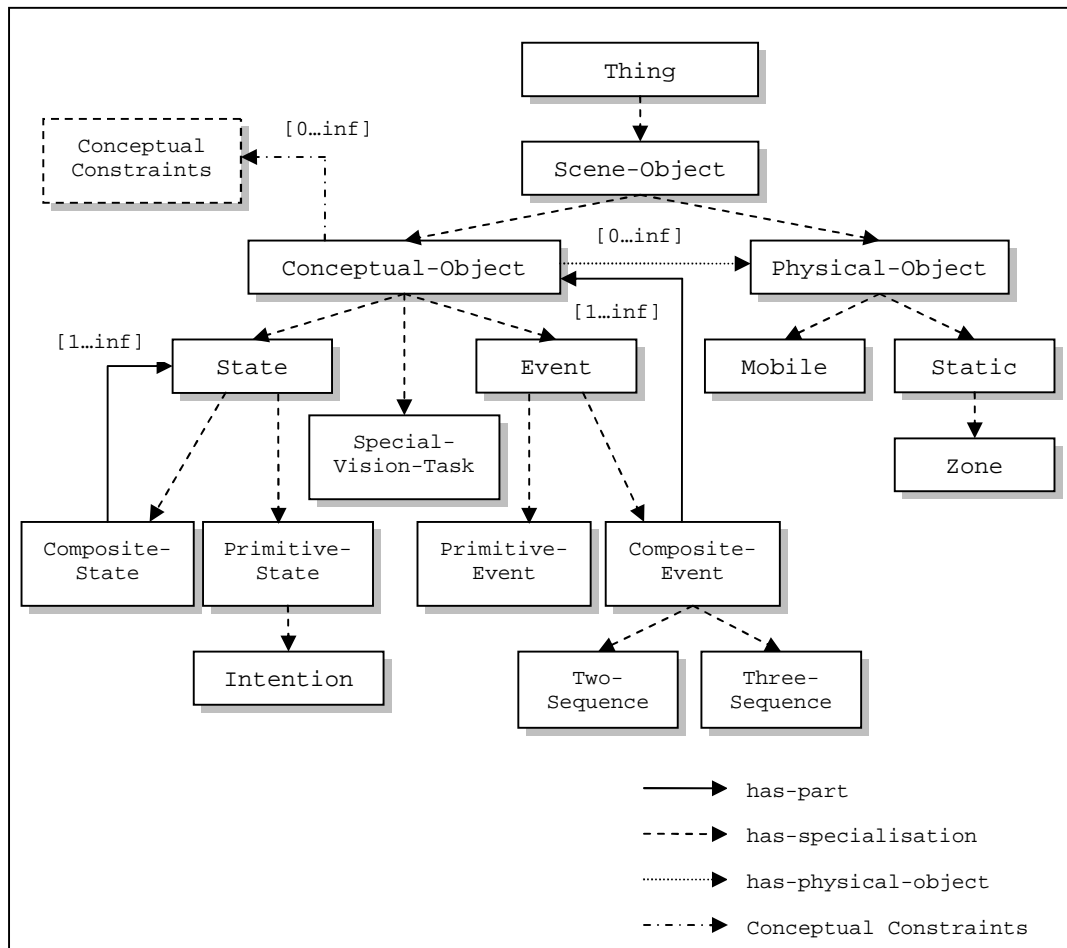 Thing
[0…inf]
Conceptual
Constraints
Scene-Object
[0…inf]
Conceptual-Object
Physical-Object
[1…inf]
[1…inf]
State
Event
Mobile
Static
Special-
Vision-Task
Zone
Composite-
State
Primitive-
State
Primitive-
Event
Composite-
Event
Intention
Two-
Sequence
Three-
Sequence
has-part
has-specialisation
has-physical-object
Conceptual Constraints